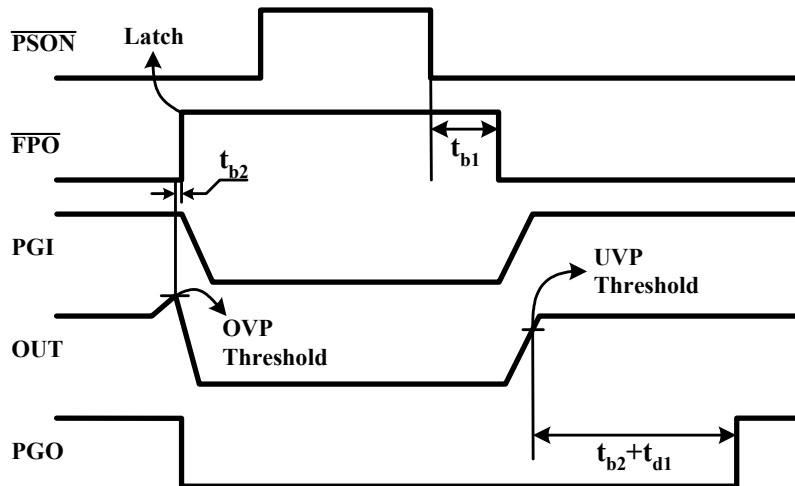 PSON
Latch
FPO
tb1
tb2
PGI
UVP
Threshold
OVP
Threshold
OUT
PGO
tb2+td1